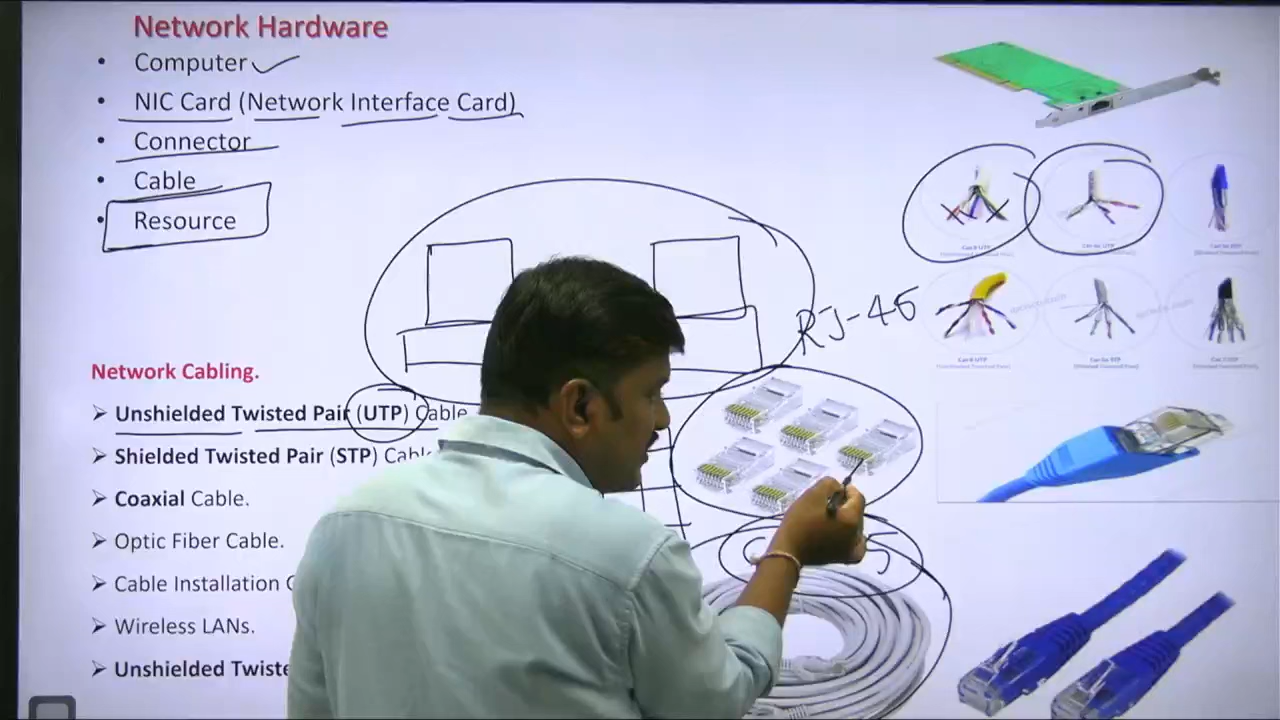 Network Hardware
• Computer
• NIC Card (Network Interface Card)
• Connector
• Cable
• Resource
RJ-45
Network Cabling.
➢ Unshielded Twisted Pair (UTP) Cable
➢ Shielded Twisted Pair (STP) Cable
➢ Coaxial Cable.
➢ Optic Fiber Cable.
➢ Cable Installation
➢ Wireless LANs.
➢ Unshielded Twiste